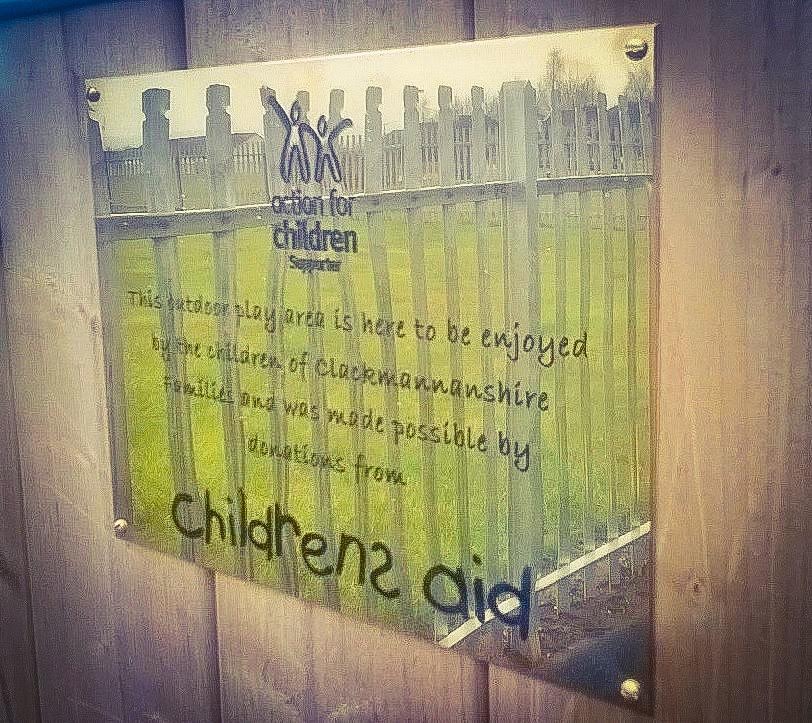 action for
children
Supporter
This outdoor play area is here to be enjoyed
by the children of Clackmannanshire
Families and was made possible by
donations from
childrens aid